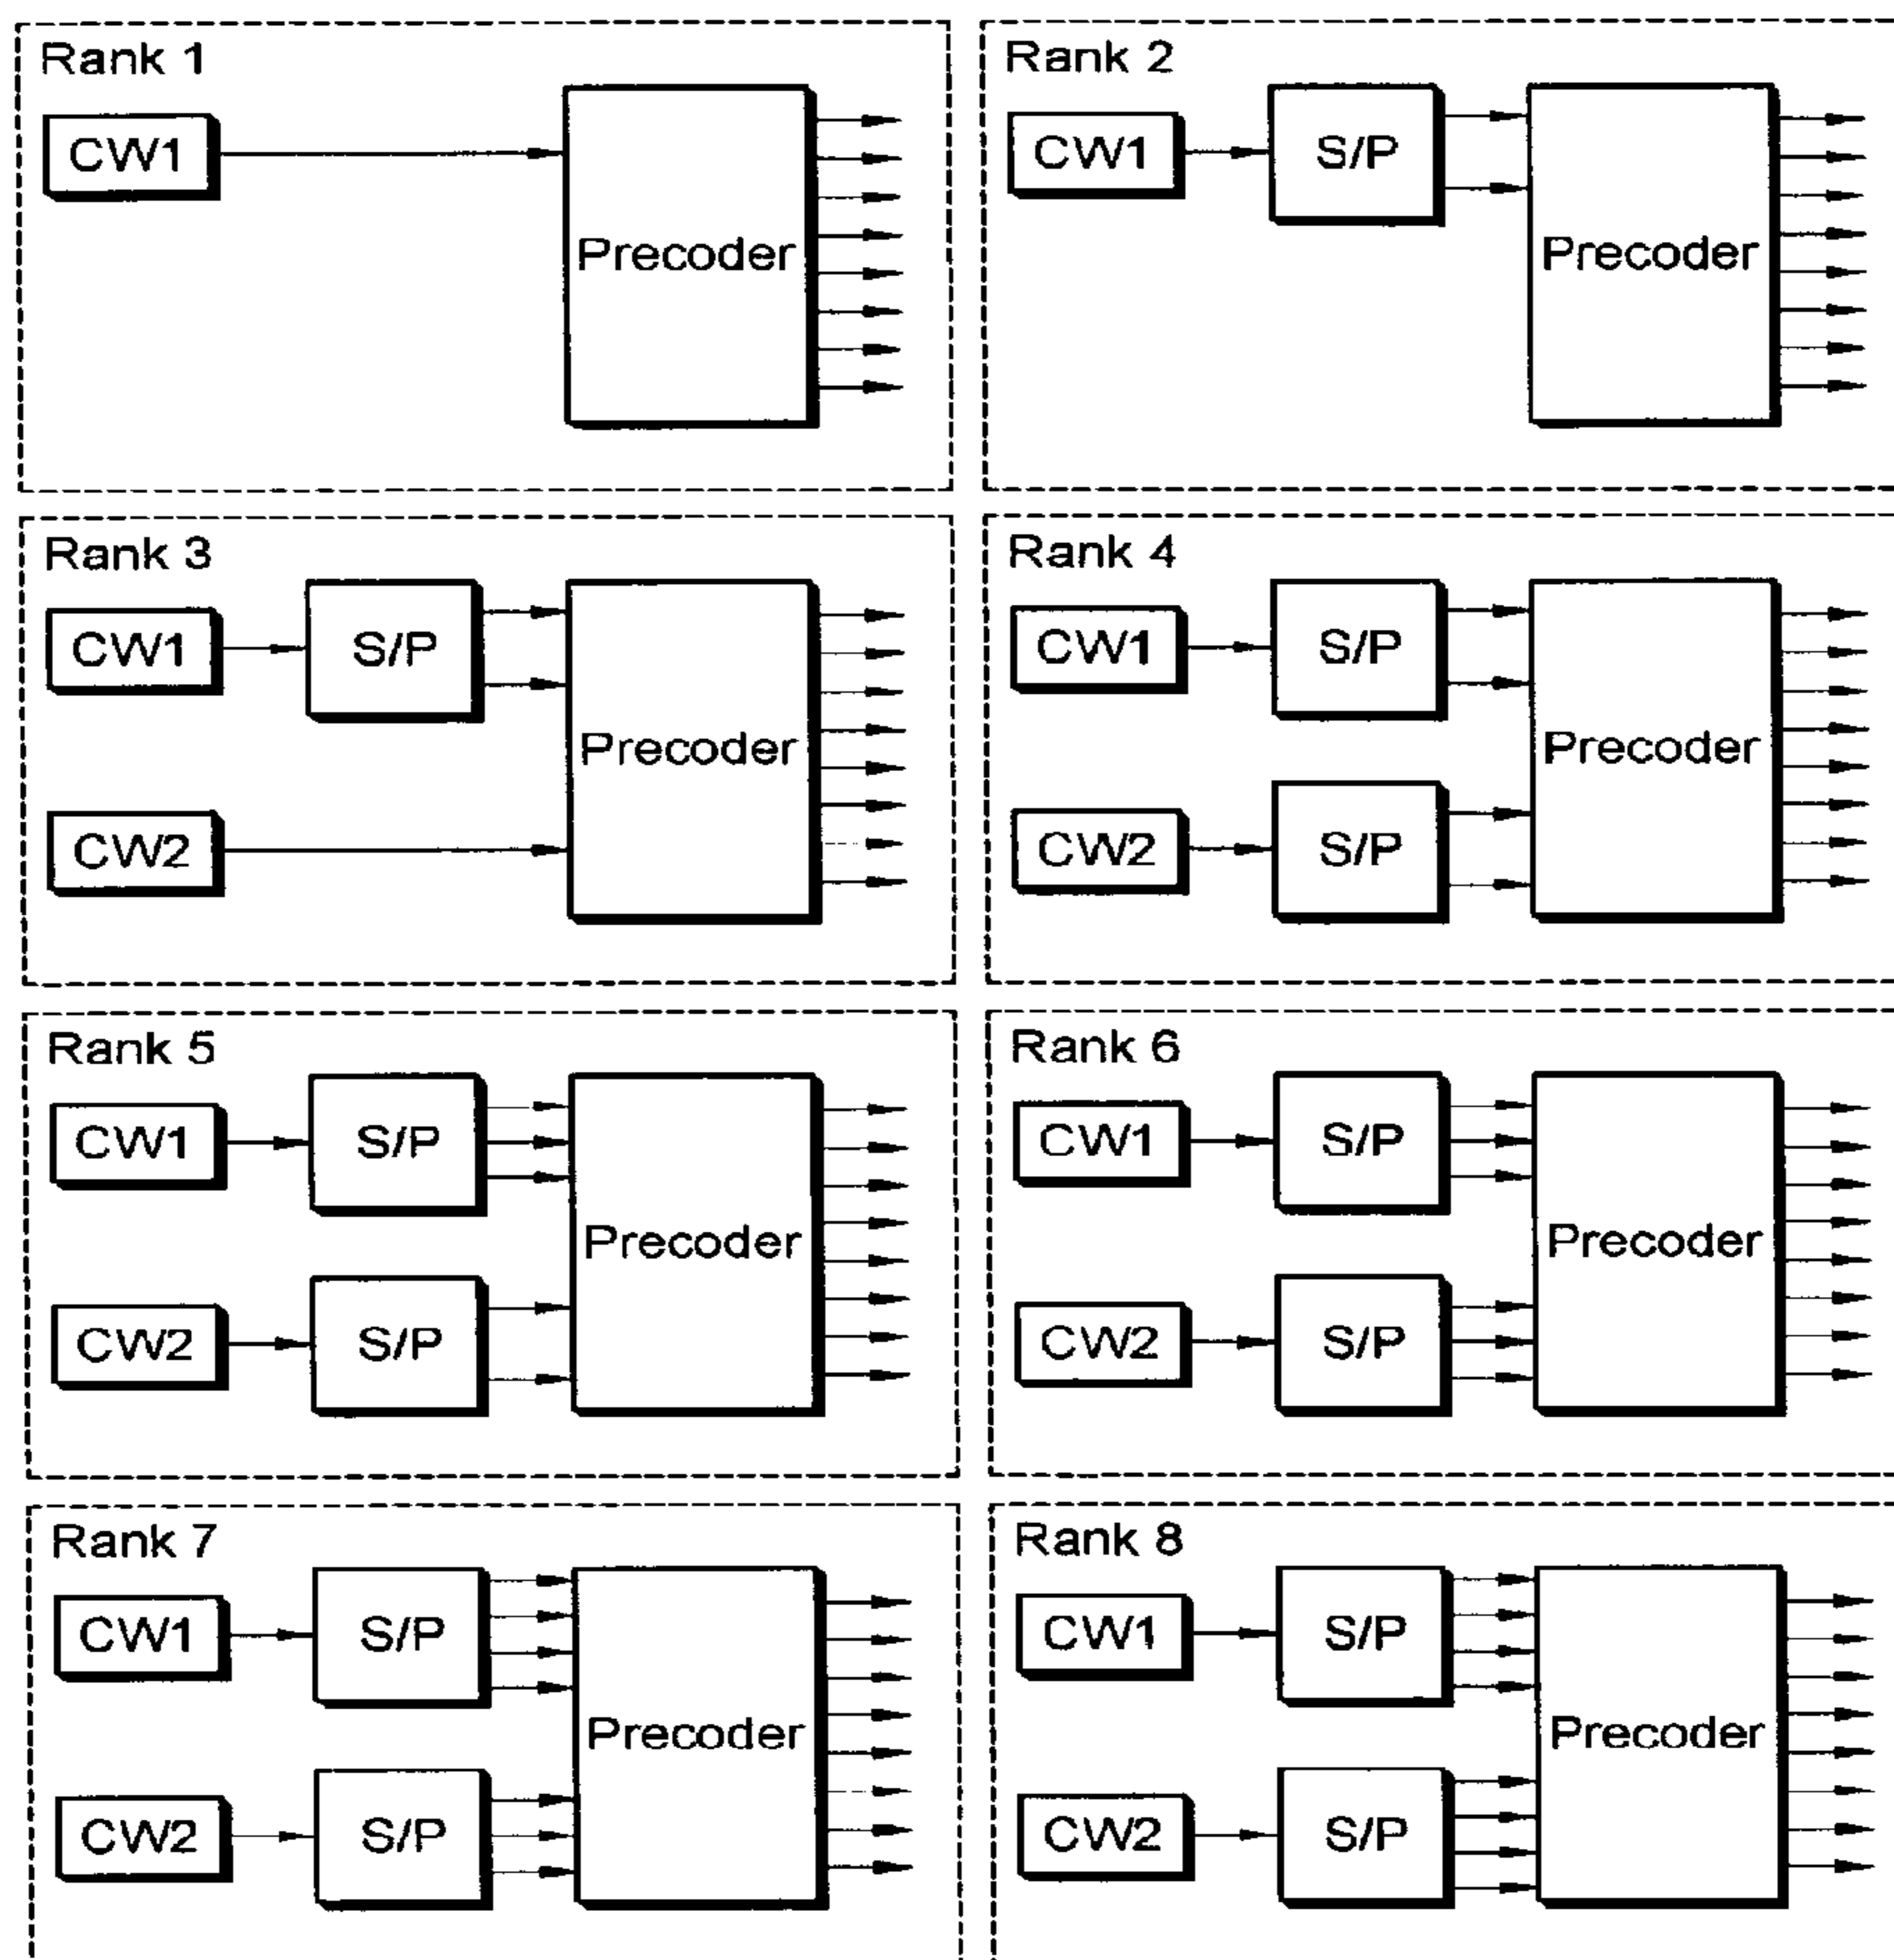 Rank 1
CW1
Precoder
Rank 2
CW1
S/P
Precoder
Rank 3
CW1
S/P
Precoder
CW2
Rank 4
CW1
S/P
Precoder
CW2
S/P
Rank 5
CW1
S/P
Precoder
CW2
S/P
Rank 6
CW1
S/P
Precoder
CW2
S/P
Rank 7
CW1
S/P
Precoder
CW2
S/P
Rank 8
CW1
S/P
Precoder
CW2
S/P